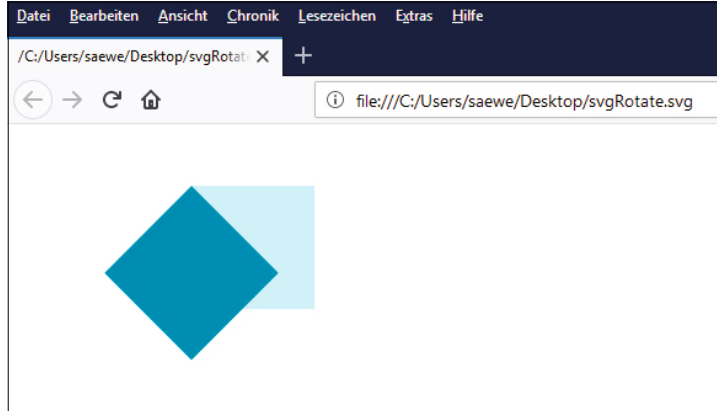 Datei Bearbeiten Ansicht Chronik Lesezeichen Extras Hilfe
/C:/Users/saewe/Desktop/svgRotat
file:///C:/Users/saewe/Desktop/svgRotate.svg